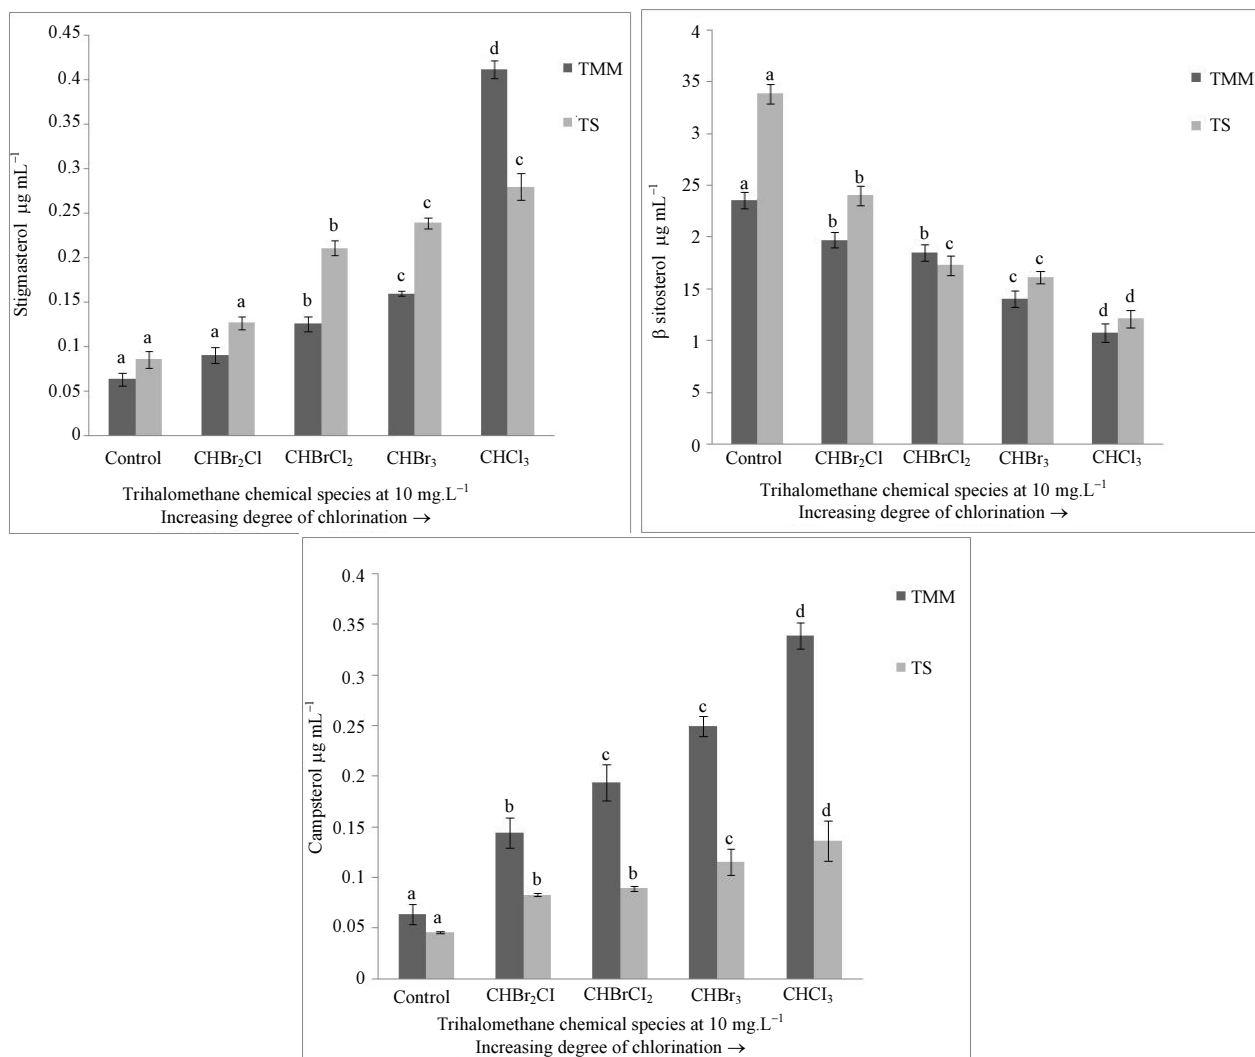 0.45
0.4
0.35
0.3
0.25
0.2
0.15
0.1
0.05
0
Stigmasterol µg mL⁻¹
a a
a a
b b
c c
d c
TMM
TS
Control CHBr₂Cl CHBrCl₂ CHBr₃ CHCl₃
Trihalomethane chemical species at 10 mg.L⁻¹
Increasing degree of chlorination →
4
35
3
25
2
15
1
5
0
β sitosterol µg mL⁻¹
a a
b b
b c
c c
d d
TMM
TS
Control CHBr₂Cl CHBrCl₂ CHBr₃ CHCl₃
Trihalomethane chemical species at 10 mg.L⁻¹
Increasing degree of chlorination →
0.4
0.35
0.3
0.25
0.2
0.15
0.1
0.05
0
Campsterol µg mL⁻¹
a a
b b
c b
c c
d d
TMM
TS
Control CHBr₂CI CHBrCI₂ CHBr₃ CHCI₃
Trihalomethane chemical species at 10 mg.L⁻¹
Increasing degree of chlorination →